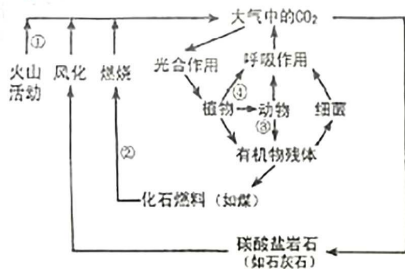 大气中的CO₂
①
火山活动 风化 燃烧 光合作用 呼吸作用
④
植物 动物 细菌
③
有机物残体
②
化石燃料（如煤）
碳酸盐岩石
（如石灰石）